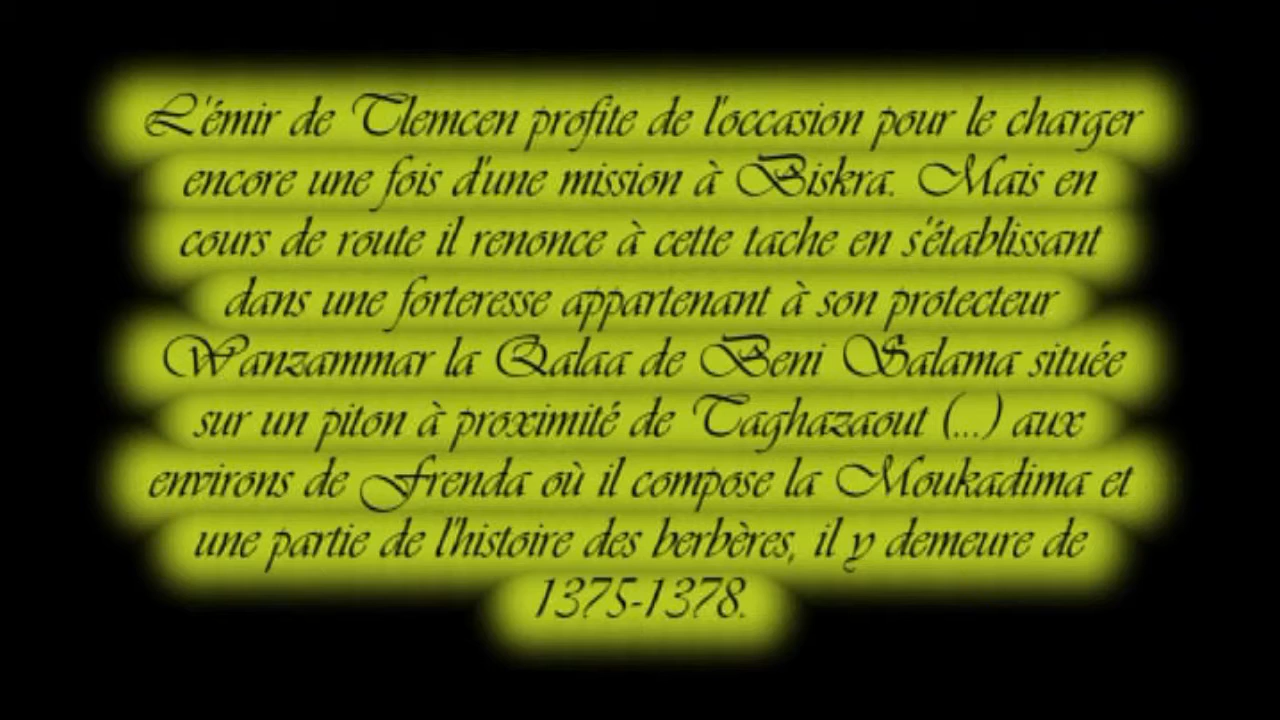 L'émir de Tlemcen profite de l'occasion pour le charger
encore une fois d'une mission à Biskra. Mais en
cours de route il renonce à cette tache en s'établissant
dans une forteresse appartenant à son protecteur
Wanzammar la Qalaa de Beni Salama située
sur un piton à proximité de Taghazaout (...) aux
environs de Frenda où il compose la Moukadima et
une partie de l'histoire des berbères, il y demeure de
1375-1378.